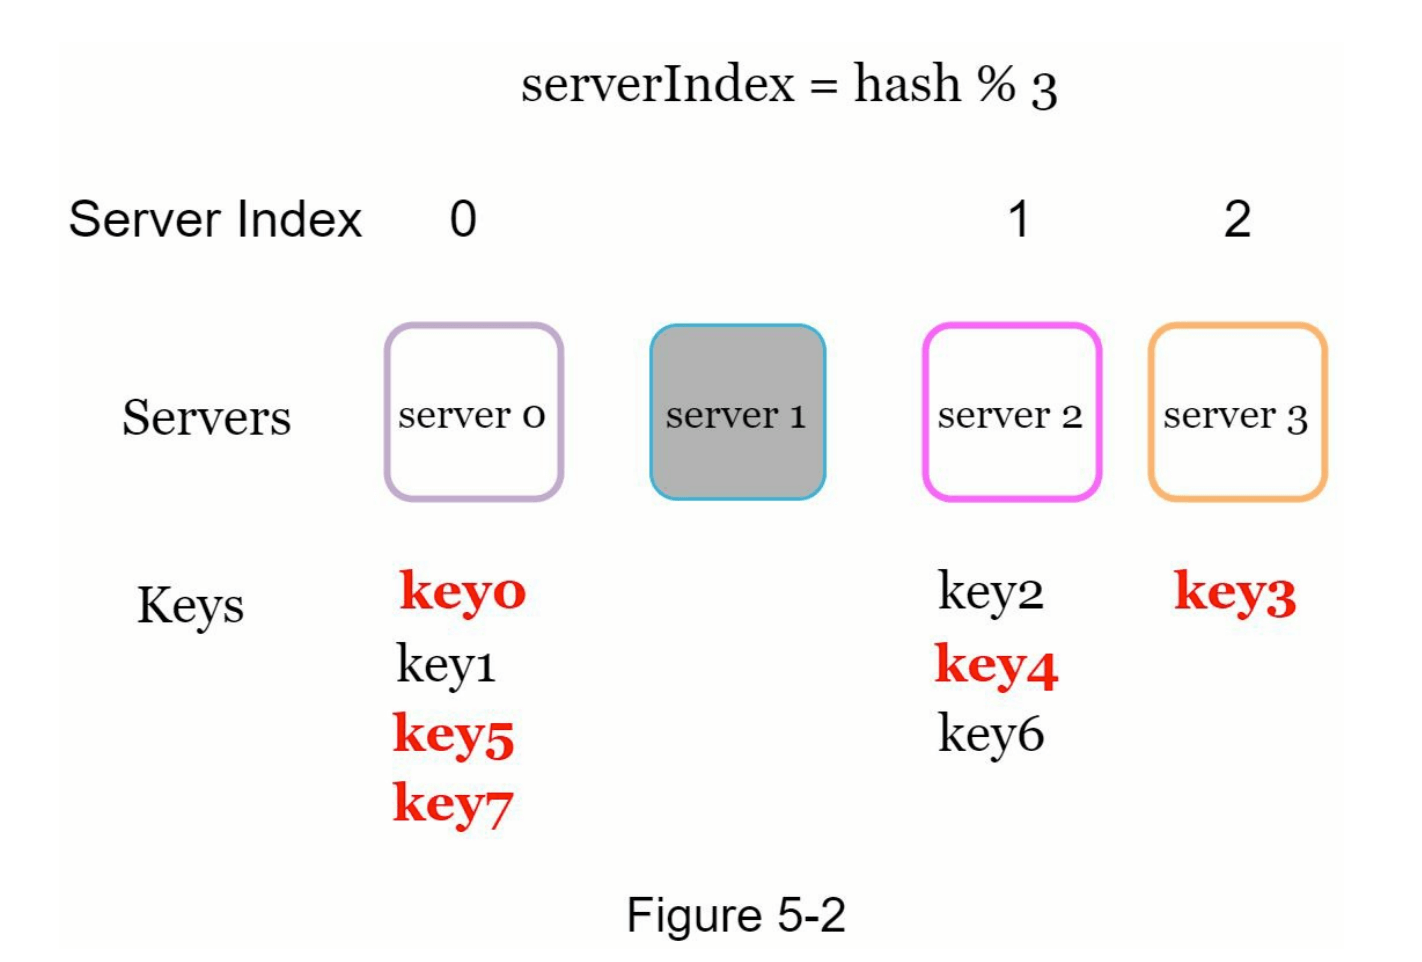 serverIndex = hash % 3
Server Index 0 1 2
Servers server 0 server 1 server 2 server 3
Keys key0 key2 key3
key1 key4
key5 key6
key7
Figure 5-2